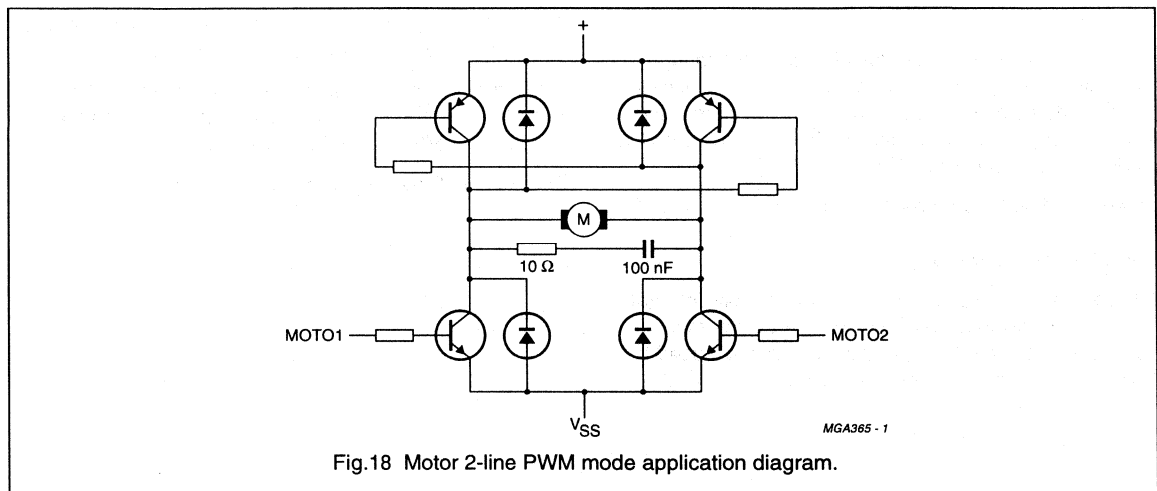 +
M
10 Ω
100 nF
MOTO1
MOTO2
VSS
MGA365 - 1
Fig.18 Motor 2-line PWM mode application diagram.